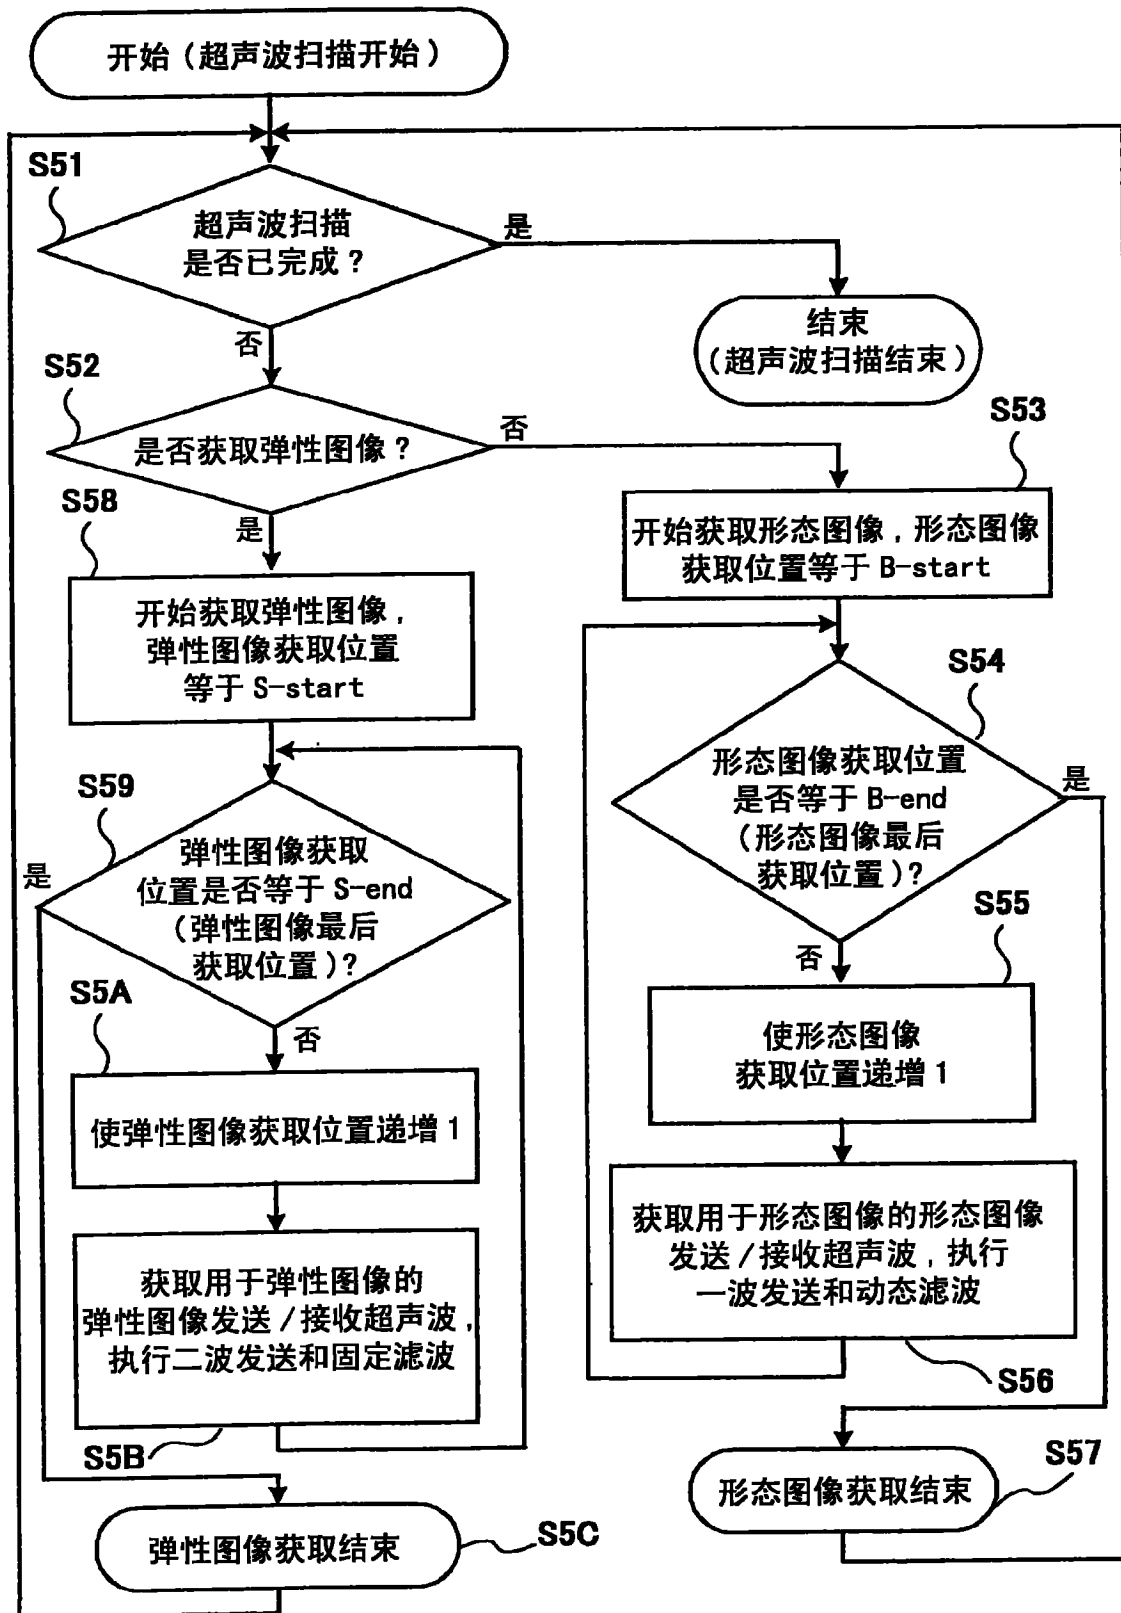 开始（超声波扫描开始）
S51
超声波扫描
是否已完成？
是
否
结束
（超声波扫描结束）
S52
是否获取弹性图像？
否
是
S53
开始获取形态图像，形态图像
获取位置等于 B-start
S58
开始获取弹性图像，
弹性图像获取位置
等于 S-start
S54
形态图像获取位置
是否等于 B-end
（形态图像最后
获取位置）？
是
否
S59
弹性图像获取
位置是否等于 S-end
（弹性图像最后
获取位置）？
是
否
S55
使形态图像
获取位置递增 1
S5A
使弹性图像获取位置递增 1
获取用于形态图像的形态图像
发送/接收超声波，执行
一波发送和动态滤波
S56
获取用于弹性图像的
弹性图像发送/接收超声波，
执行二波发送和固定滤波
S5B
S57
形态图像获取结束
弹性图像获取结束
S5C